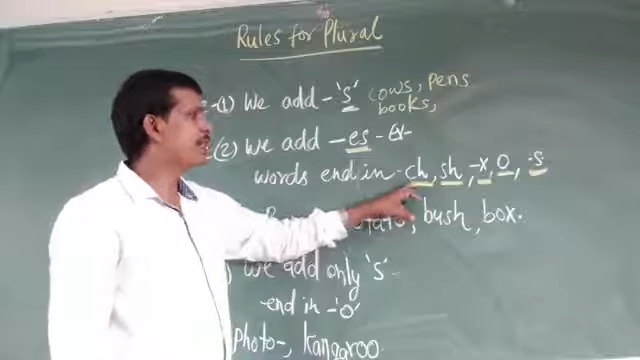 Rules for Plural
(1) We add - 's' cows, pens
books,
(2) We add - es - Ex-
words end in - ch, sh, -x, o, -s
bush, box.
We add only 's' -
end in - 'o'
Photo-, kangaroo